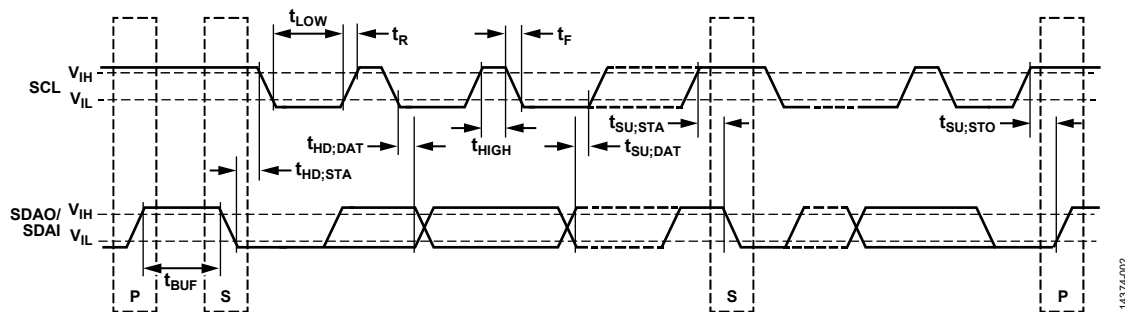 tLOW
tR
tF
SCL
VIH
VIL
tHD;STA
tHD;DAT
tHIGH
tSU;STA
tSU;DAT
tSU;STO
SDAO/
SDAI
VIH
VIL
tBUF
P
S
S
P
14374-002